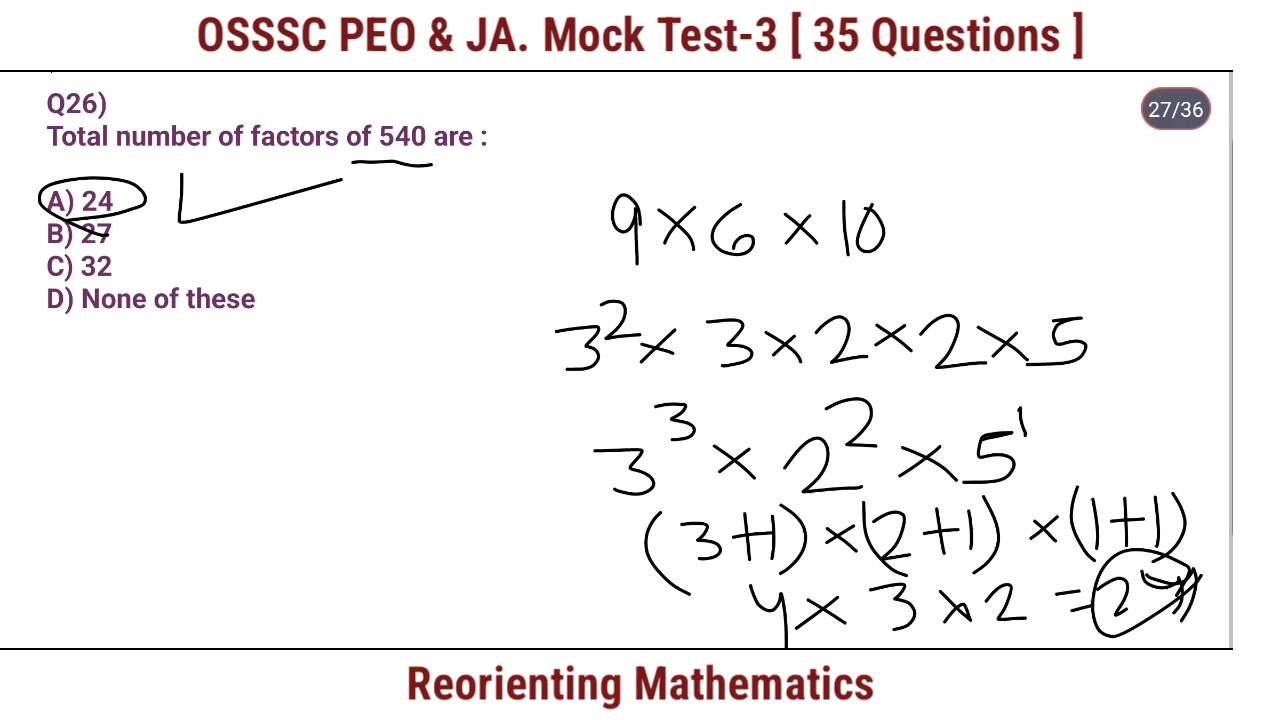 OSSSC PEO & JA. Mock Test-3 [ 35 Questions ]
Q26)
27/36
Total number of factors of 540 are :
A) 24
B) 27
C) 32
D) None of these
9 × 6 × 10
3² × 3 × 2 × 2 × 5
3³ × 2² × 5¹
(3+1) × (2+1) × (1+1)
4 × 3 × 2 = 24
Reorienting Mathematics